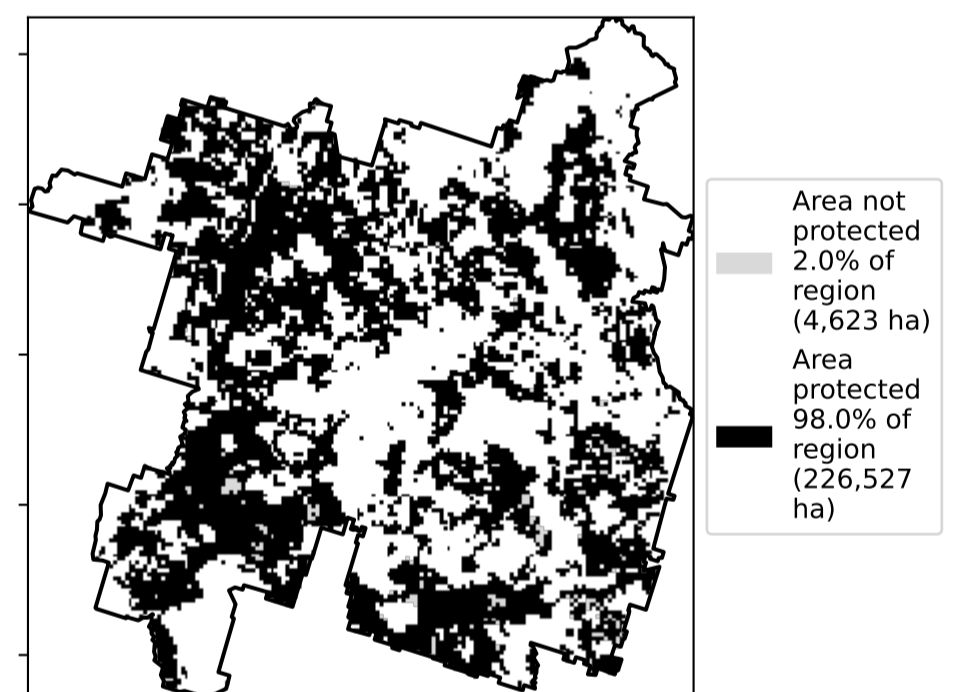 Area not
protected
2.0% of
region
(4,623 ha)
Area
protected
98.0% of
region
(226,527
ha)